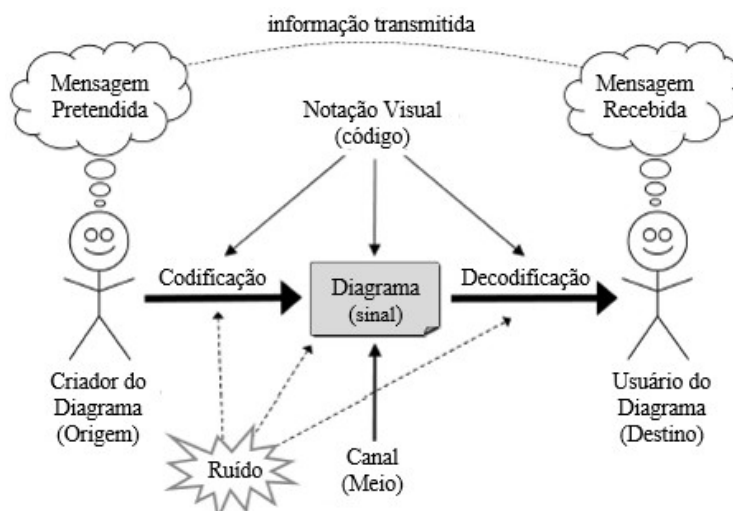 informação transmitida
Mensagem
Pretendida
Mensagem
Recebida
Notação Visual
(código)
Codificação
Diagrama
(sinal)
Decodificação
Criador do
Diagrama
(Origem)
Ruído
Canal
(Meio)
Usuário do
Diagrama
(Destino)